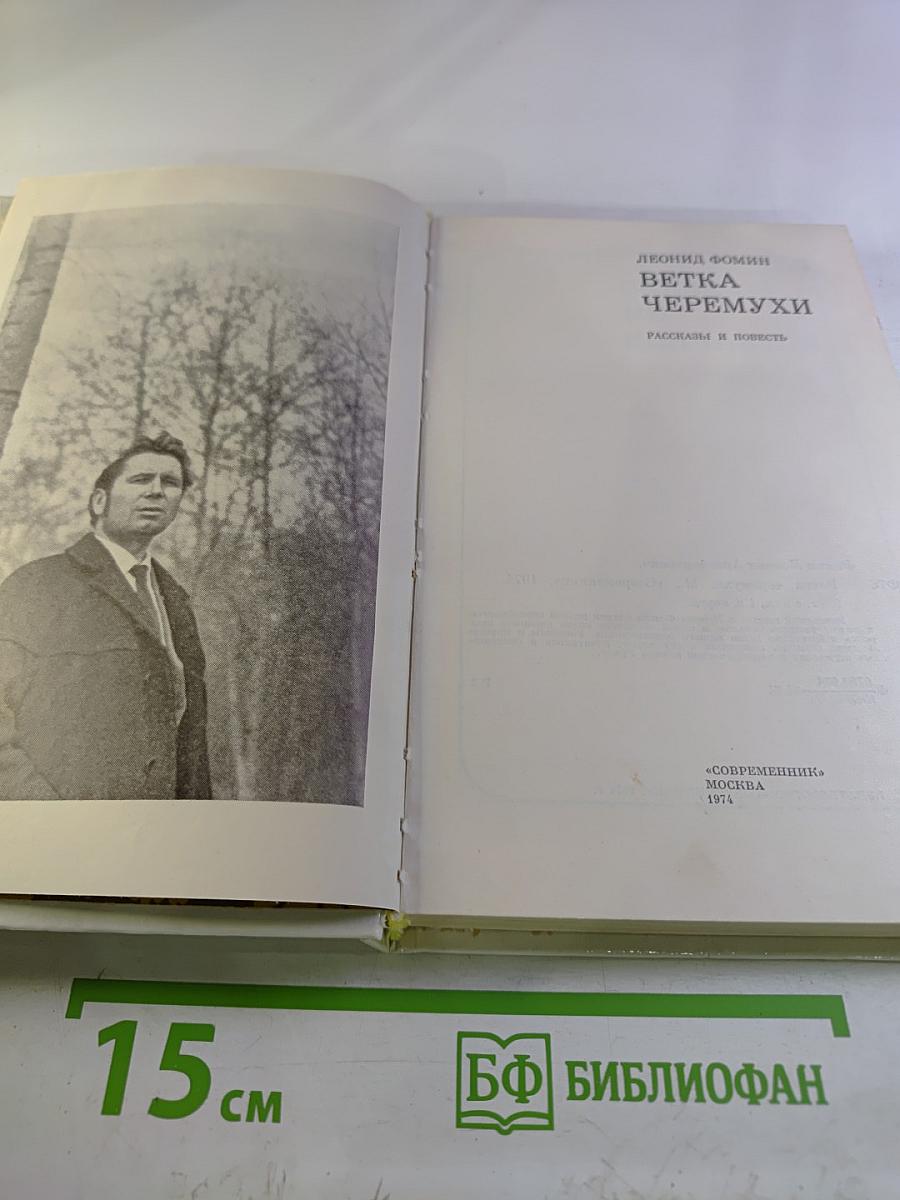 ЛЕОНИД ФОМИН
ВЕТКА
ЧЕРЕМУХИ
РАССКАЗЫ И ПОВЕСТЬ
«СОВРЕМЕННИК»
МОСКВА
1974
15 см
БФ БИБЛИОФАН